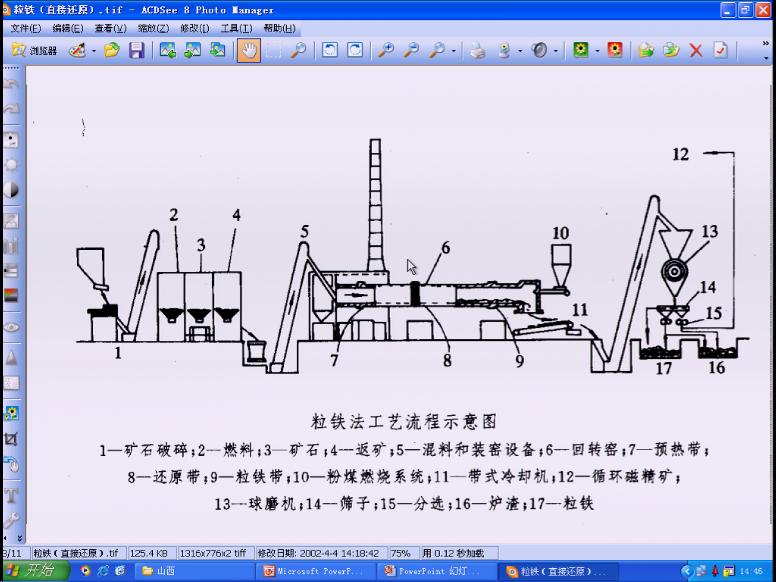 粒铁（直接还原）.tif - ACDSee 8 Photo Manager
文件(F) 编辑(E) 查看(V) 缩放(Z) 修改(I) 工具(T) 帮助(H)
浏览器
12
2 4
3 5 6 10 13
14
11 15
1 7 8 9 17 16
粒铁法工艺流程示意图
1—矿石破碎;2—燃料;3—矿石;4—返矿;5—混料和装窑设备;6—回转窑;7—预热带;
8—还原带;9—粒铁带;10—粉煤燃烧系统;11—带式冷却机;12—循环磁精矿;
13—球磨机;14—筛子;15—分选;16—炉渣;17—粒铁
3/11 粒铁（直接还原）.tif 125.4 KB 1316x776x2 tiff 修改日期: 2002-4-4 14:18:42 75% 用 0.12 秒加载
开始 山西 Microsoft PowerP... PowerPoint 幻灯... 粒铁（直接还原）... 14:46